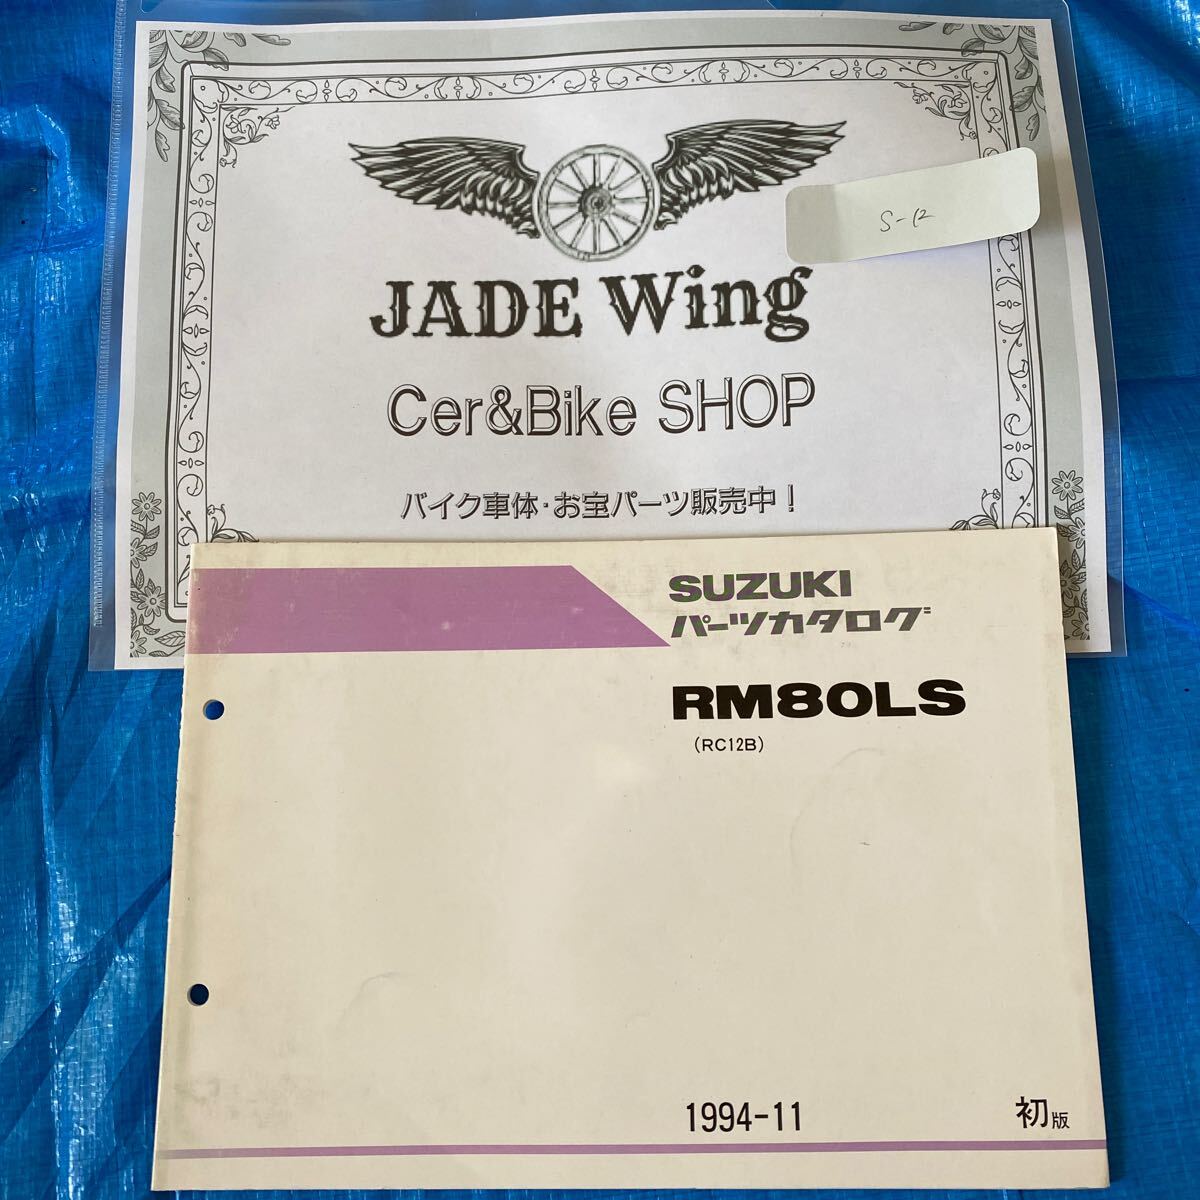 S-12
JADE Wing
Cer&Bike SHOP
バイク車体・お宝パーツ販売中！
SUZUKI
パーツカタログ
RM80LS
(RC12B)
1994-11
初版